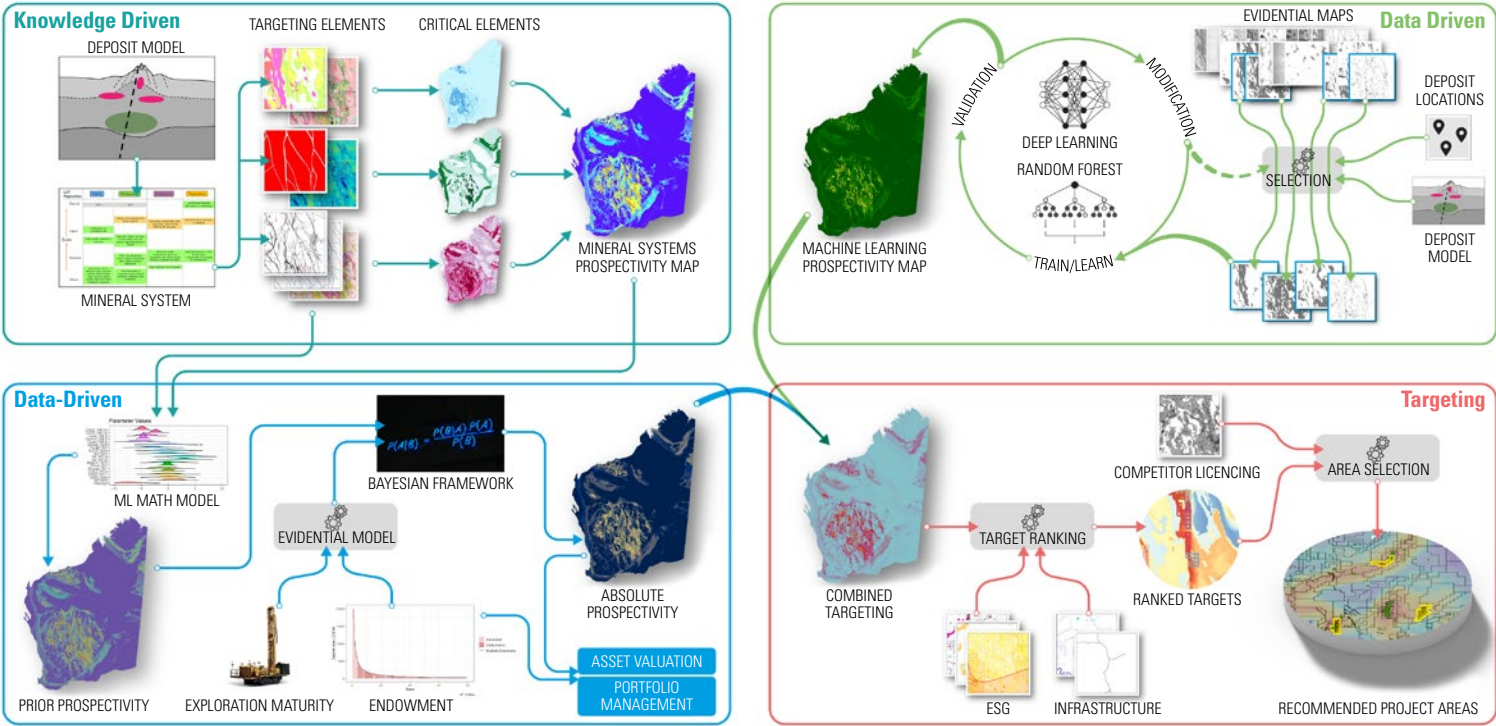 Knowledge Driven
DEPOSIT MODEL
MINERAL SYSTEM
TARGETING ELEMENTS
CRITICAL ELEMENTS
MINERAL SYSTEMS
PROSPECTIVITY MAP
Data Driven
EVIDENTIAL MAPS
VALIDATION
MODIFICATION
TRAIN/LEARN
DEEP LEARNING
RANDOM FOREST
MACHINE LEARNING
PROSPECTIVITY MAP
SELECTION
DEPOSIT
LOCATIONS
DEPOSIT
MODEL
Data-Driven
Parameter Values
ML MATH MODEL
PRIOR PROSPECTIVITY
P(A|B) = P(B|A) P(A)
P(B)
BAYESIAN FRAMEWORK
EVIDENTIAL MODEL
EXPLORATION MATURITY
ENDOWMENT
ABSOLUTE
PROSPECTIVITY
ASSET VALUATION
PORTFOLIO
MANAGEMENT
Targeting
COMBINED
TARGETING
TARGET RANKING
ESG
INFRASTRUCTURE
COMPETITOR LICENCING
RANKED TARGETS
AREA SELECTION
RECOMMENDED PROJECT AREAS